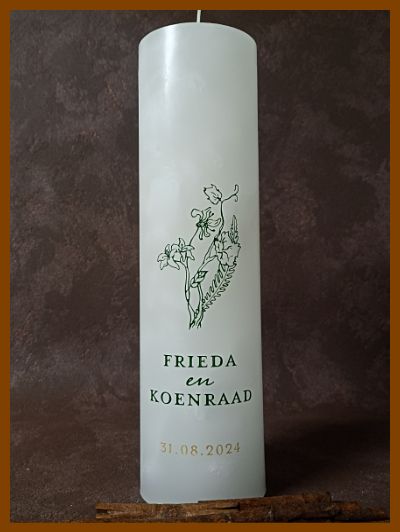 FRIEDA
en
KOENRAAD
31.08.2024